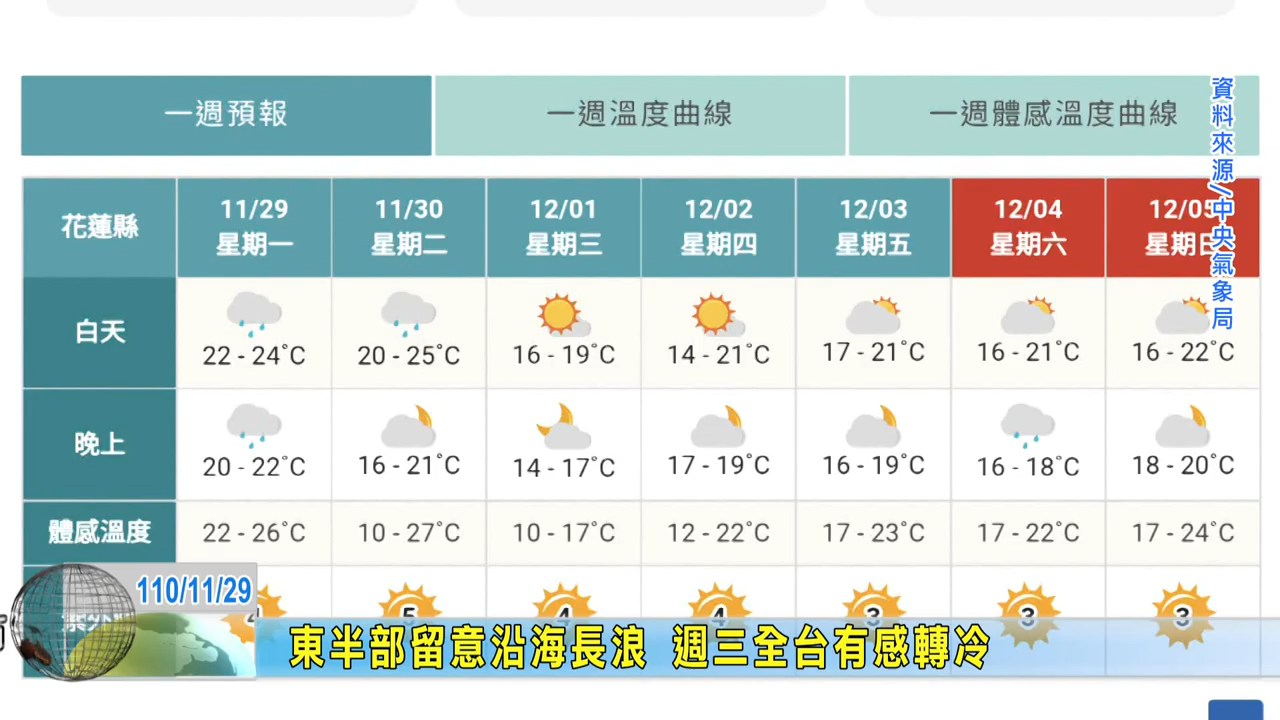 一週預報 一週溫度曲線 一週體感溫度曲線
資料來源/中央氣象局
花蓮縣 11/29 11/30 12/01 12/02 12/03 12/04 12/05
星期一 星期二 星期三 星期四 星期五 星期六 星期日
白天 22 - 24°C 20 - 25°C 16 - 19°C 14 - 21°C 17 - 21°C 16 - 21°C 16 - 22°C
晚上 20 - 22°C 16 - 21°C 14 - 17°C 17 - 19°C 16 - 19°C 16 - 18°C 18 - 20°C
體感溫度 22 - 26°C 10 - 27°C 10 - 17°C 12 - 22°C 17 - 23°C 17 - 22°C 17 - 24°C
110/11/29
4 5 4 4 3 3 3
東半部留意沿海長浪 週三全台有感轉冷